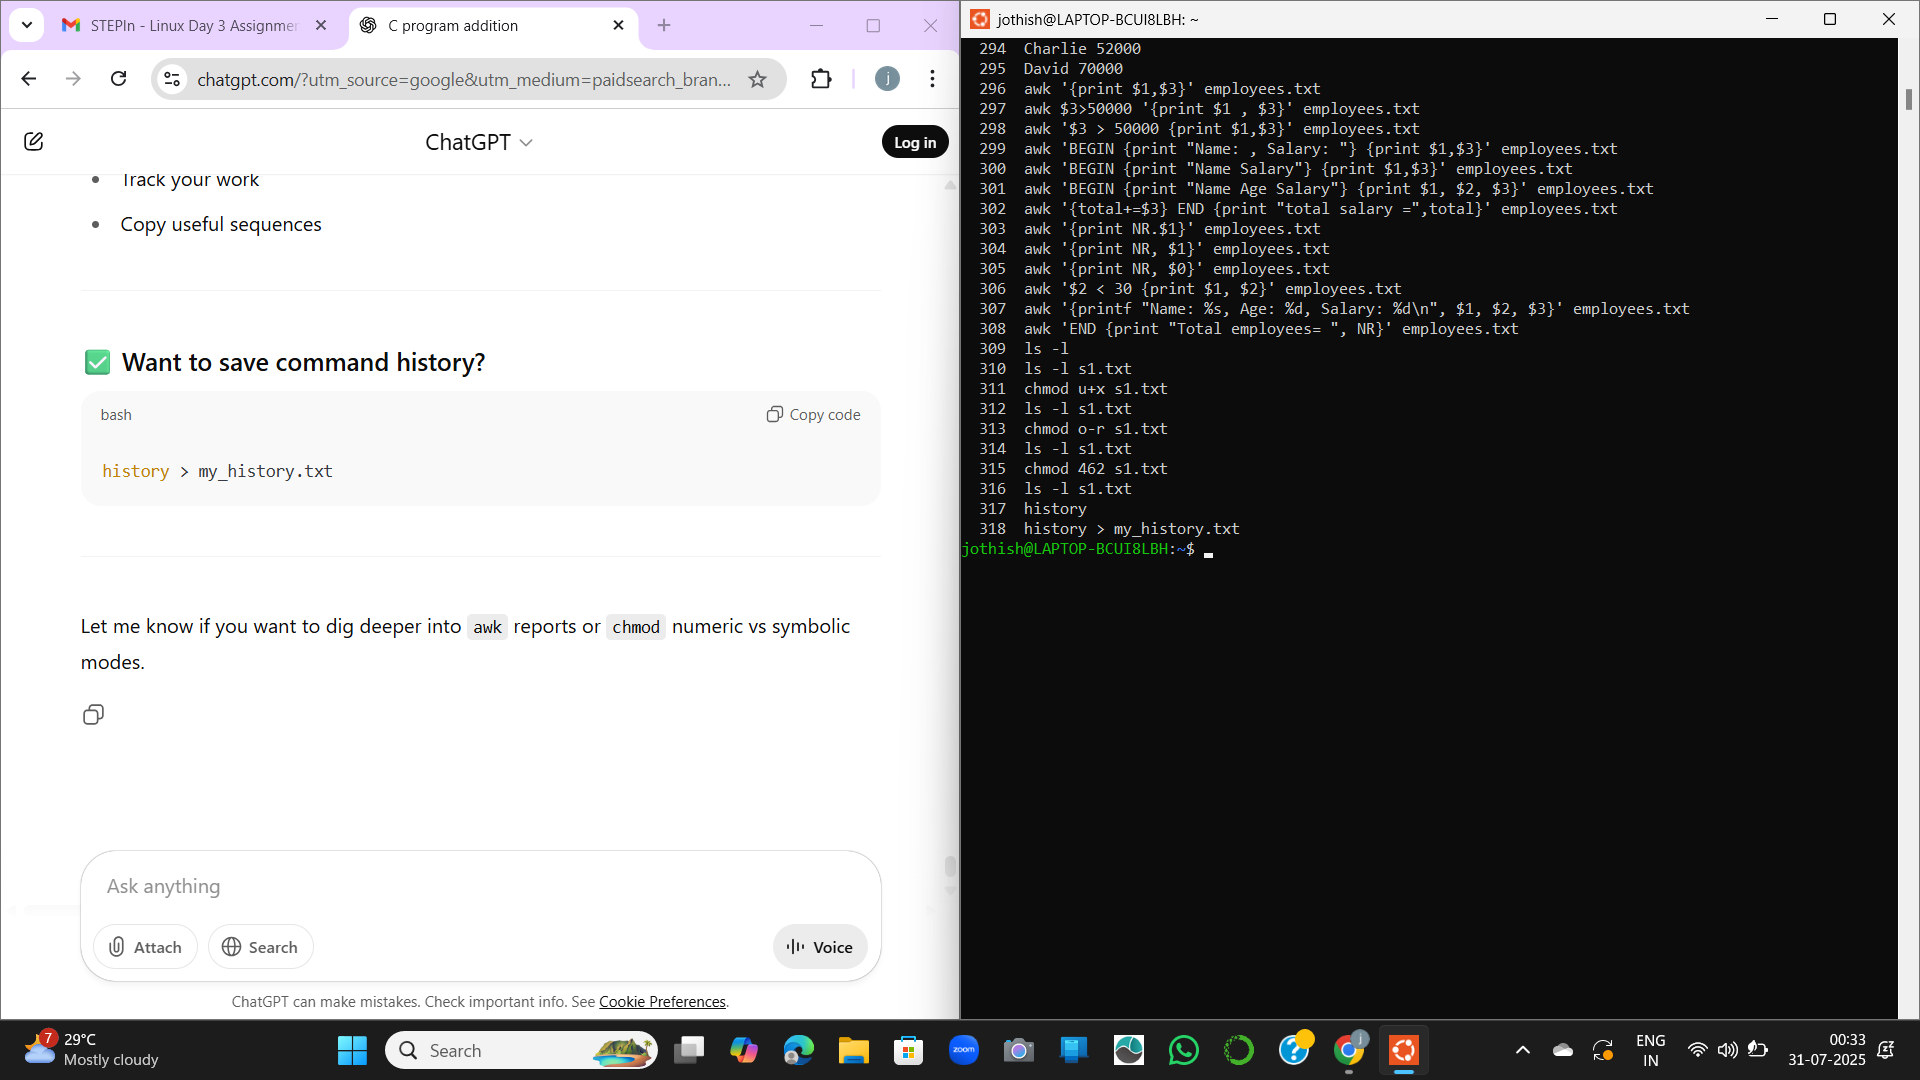 STEPIn - Linux Day 3 Assignmen
C program addition
chatgpt.com/?utm_source=google&utm_medium=paidsearch_bran...
j
ChatGPT
Log in
Track your work
Copy useful sequences
Want to save command history?
bash
Copy code
history > my_history.txt
Let me know if you want to dig deeper into awk reports or chmod numeric vs symbolic
modes.
Ask anything
Attach
Search
Voice
ChatGPT can make mistakes. Check important info. See Cookie Preferences.
jothish@LAPTOP-BCUI8LBH: ~
294 Charlie 52000
295 David 70000
296 awk '{print $1,$3}' employees.txt
297 awk $3>50000 '{print $1 , $3}' employees.txt
298 awk '$3 > 50000 {print $1,$3}' employees.txt
299 awk 'BEGIN {print "Name: , Salary: "} {print $1,$3}' employees.txt
300 awk 'BEGIN {print "Name Salary"} {print $1,$3}' employees.txt
301 awk 'BEGIN {print "Name Age Salary"} {print $1, $2, $3}' employees.txt
302 awk '{total+=$3} END {print "total salary =",total}' employees.txt
303 awk '{print NR.$1}' employees.txt
304 awk '{print NR, $1}' employees.txt
305 awk '{print NR, $0}' employees.txt
306 awk '$2 < 30 {print $1, $2}' employees.txt
307 awk '{printf "Name: %s, Age: %d, Salary: %d\n", $1, $2, $3}' employees.txt
308 awk 'END {print "Total employees= ", NR}' employees.txt
309 ls -l
310 ls -l s1.txt
311 chmod u+x s1.txt
312 ls -l s1.txt
313 chmod o-r s1.txt
314 ls -l s1.txt
315 chmod 462 s1.txt
316 ls -l s1.txt
317 history
318 history > my_history.txt
jothish@LAPTOP-BCUI8LBH:~$
7
29°C
Mostly cloudy
Search
zoom
j
ENG
IN
00:33
31-07-2025